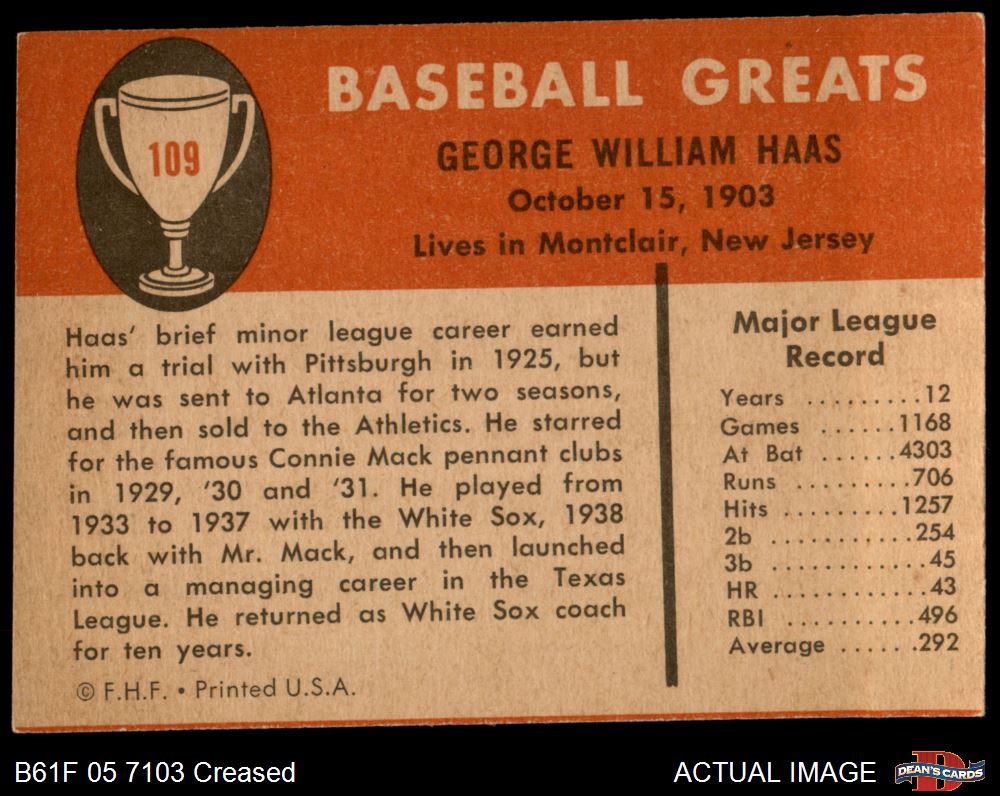 109
BASEBALL GREATS
GEORGE WILLIAM HAAS
October 15, 1903
Lives in Montclair, New Jersey
Haas' brief minor league career earned
him a trial with Pittsburgh in 1925, but
he was sent to Atlanta for two seasons,
and then sold to the Athletics. He starred
for the famous Connie Mack pennant clubs
in 1929, '30 and '31. He played from
1933 to 1937 with the White Sox, 1938
back with Mr. Mack, and then launched
into a managing career in the Texas
League. He returned as White Sox coach
for ten years.
© F.H.F. • Printed U.S.A.
Major League
Record
Years .........12
Games ......1168
At Bat ......4303
Runs .........706
Hits .........1257
2b ...........254
3b ............45
HR ............43
RBI ..........496
Average ......292
B61F 05 7103 Creased
ACTUAL IMAGE
D
DEAN'S CARDS